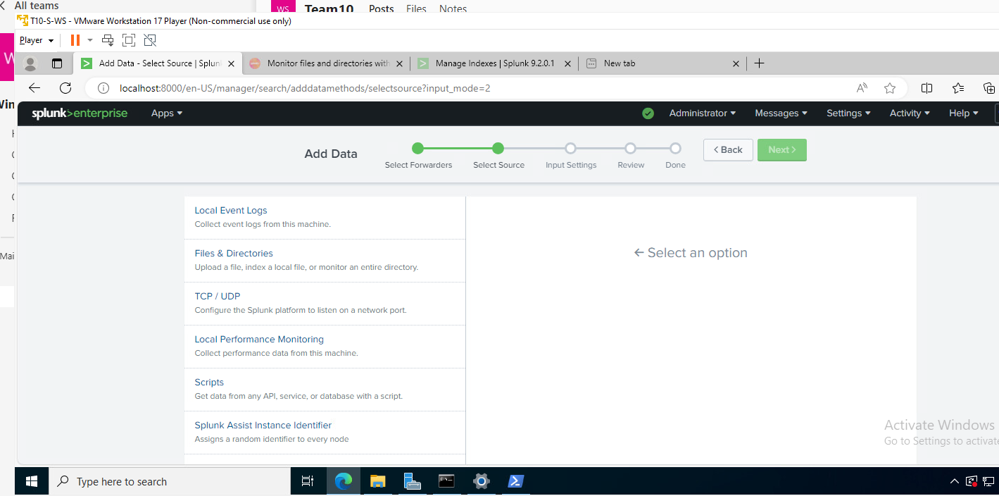 All teams
WS Team10 Posts Files Notes
T10-S-WS - VMware Workstation 17 Player (Non-commercial use only)
Player
Add Data - Select Source | Splun
Monitor files and directories with
Manage Indexes | Splunk 9.2.0.1
New tab
localhost:8000/en-US/manager/search/adddatamethods/selectsource?input_mode=2
splunk>enterprise Apps Administrator Messages Settings Activity Help
Add Data
Select Forwarders Select Source Input Settings Review Done
< Back Next >
Local Event Logs
Collect event logs from this machine.
Files & Directories
Upload a file, index a local file, or monitor an entire directory.
TCP / UDP
Configure the Splunk platform to listen on a network port.
Local Performance Monitoring
Collect performance data from this machine.
Scripts
Get data from any API, service, or database with a script.
Splunk Assist Instance Identifier
Assigns a random identifier to every node
← Select an option
Activate Windows
Go to Settings to activate
Mai
Type here to search